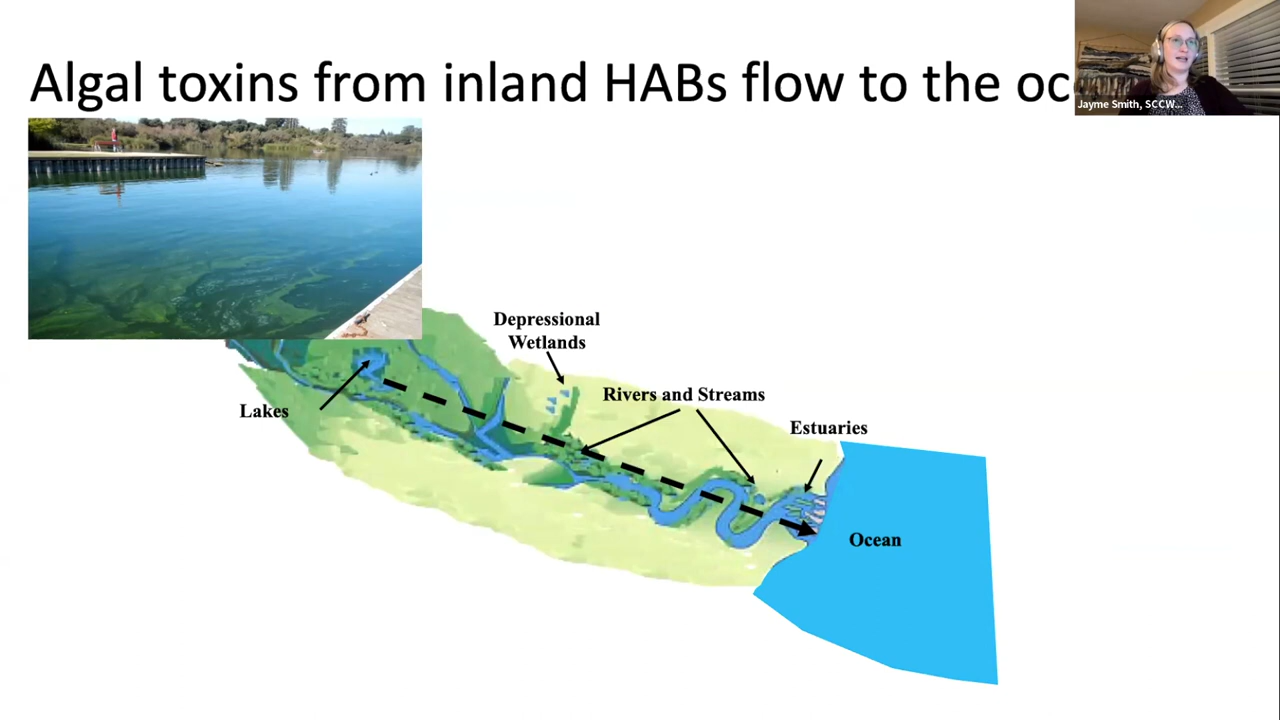 Algal toxins from inland HABs flow to the oc
Jayme Smith, SCCW...
Depressional
Wetlands
Rivers and Streams
Lakes
Estuaries
Ocean